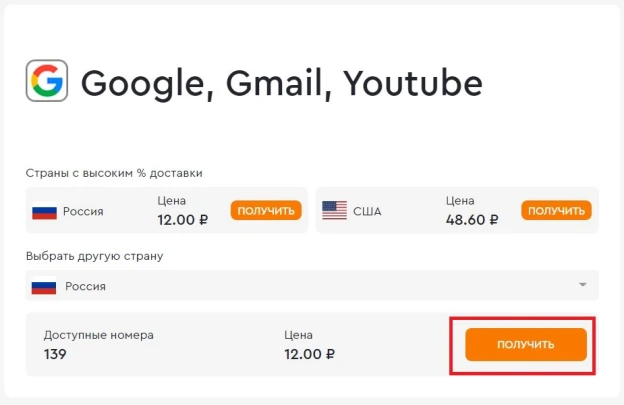 Google, Gmail, Youtube
Страны с высоким % доставки
Россия
Цена
12.00 ₽
ПОЛУЧИТЬ
США
Цена
48.60 ₽
ПОЛУЧИТЬ
Выбрать другую страну
Россия
Доступные номера
139
Цена
12.00 ₽
ПОЛУЧИТЬ